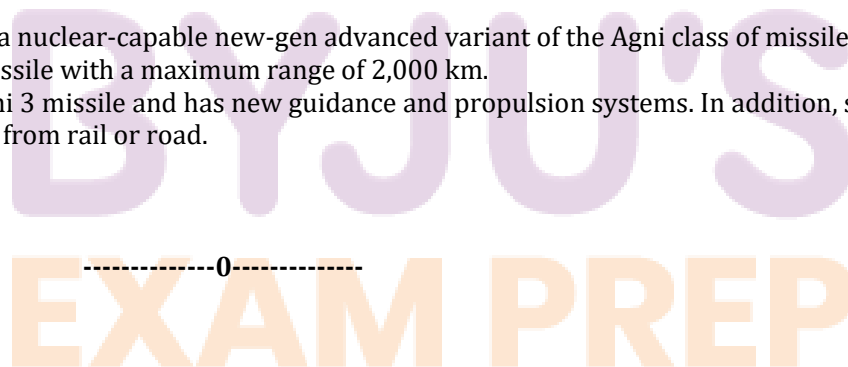 a nuclear-capable new-gen advanced variant of the Agni class of missile
ssile with a maximum range of 2,000 km.
ni 3 missile and has new guidance and propulsion systems. In addition, s
from rail or road.
BYJU'S
--------------0--------------
EXAM PREP